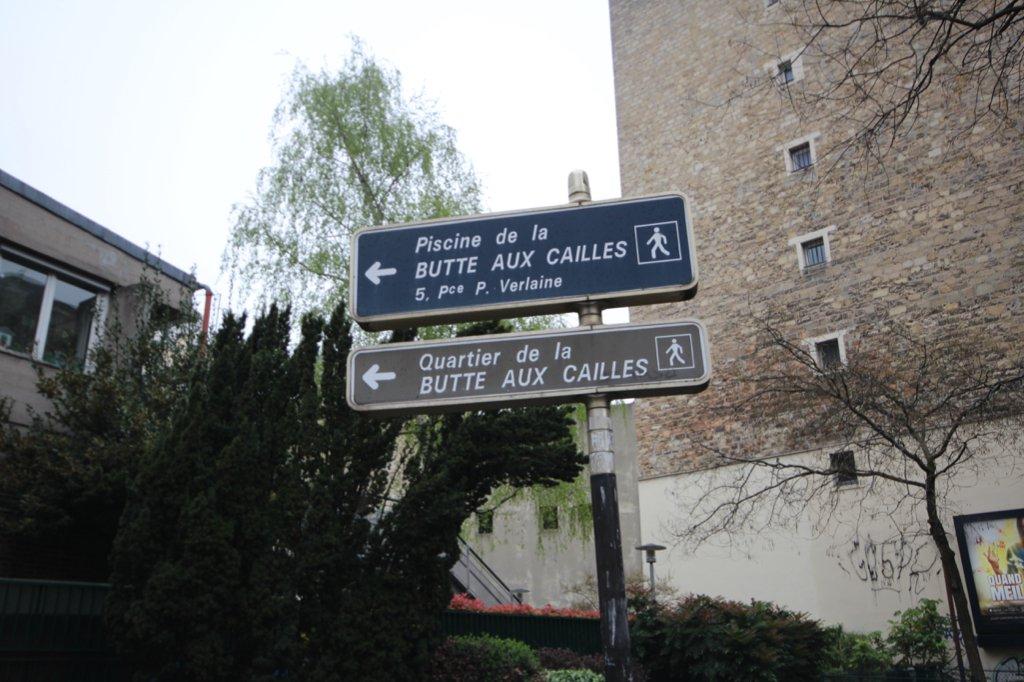 Piscine de la
BUTTE AUX CAILLES
5, Pce P. Verlaine
Quartier de la
BUTTE AUX CAILLES
QUAND
MEIL